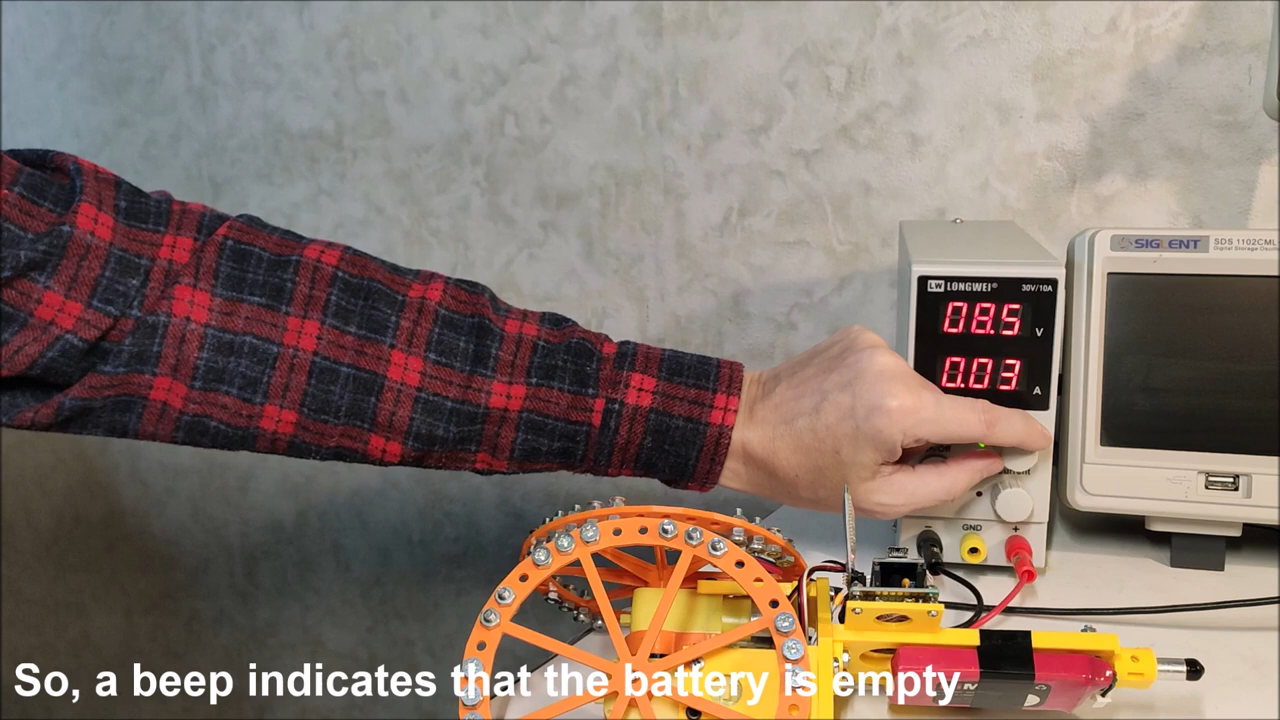 SIGLENT SDS 1102CML
Digital Storage
LW LONGWEI® 30V/10A
08.5 V
0.03 A
GND
- +
So, a beep indicates that the battery is empty